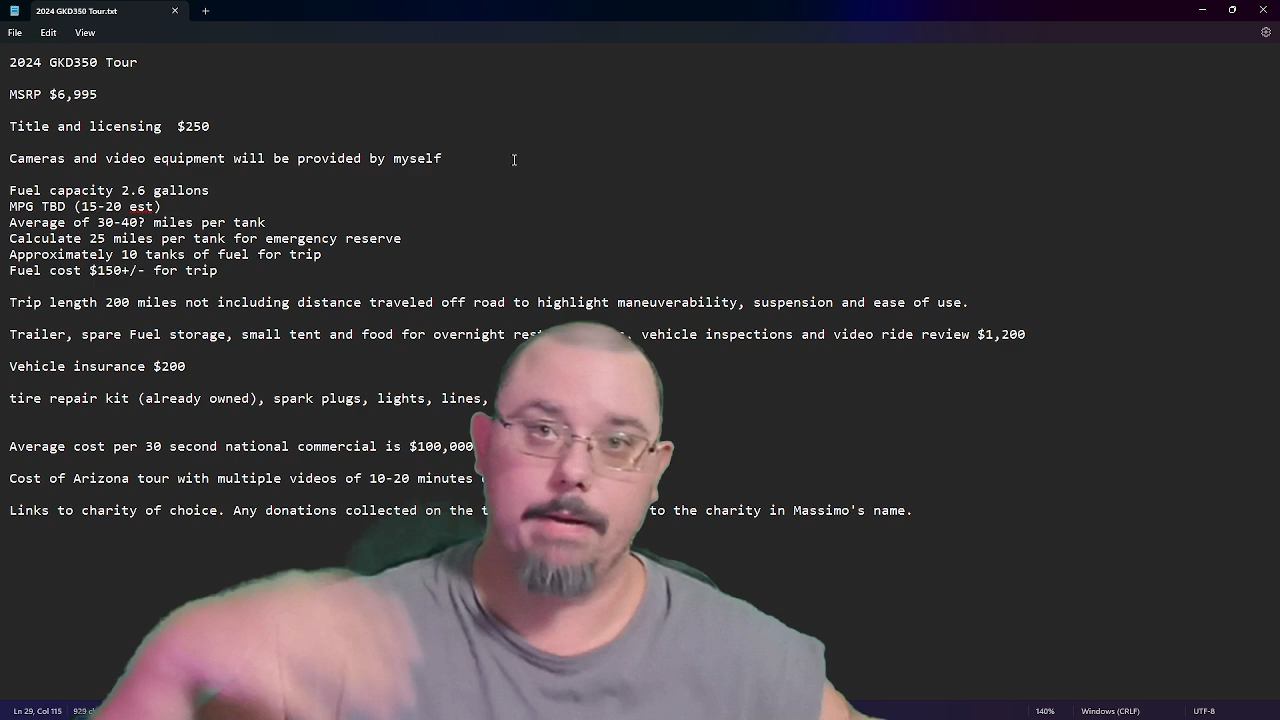 2024 GKD350 Tour.txt
File Edit View
2024 GKD350 Tour
MSRP $6,995
Title and licensing  $250
Cameras and video equipment will be provided by myself
Fuel capacity 2.6 gallons
MPG TBD (15-20 est)
Average of 30-40? miles per tank
Calculate 25 miles per tank for emergency reserve
Approximately 10 tanks of fuel for trip
Fuel cost $150+/- for trip
Trip length 200 miles not including distance traveled off road to highlight maneuverability, suspension and ease of use.
Trailer, spare Fuel storage, small tent and food for overnight vehicle inspections and video ride review $1,200
Vehicle insurance $200
tire repair kit (already owned), spark plugs, lights, lines,
Average cost per 30 second national commercial is $100,000
Cost of Arizona tour with multiple videos of 10-20 minutes
Links to charity of choice. Any donations collected on the to the charity in Massimo's name.
Ln 29, Col 115 929 140% Windows (CRLF) UTF-8